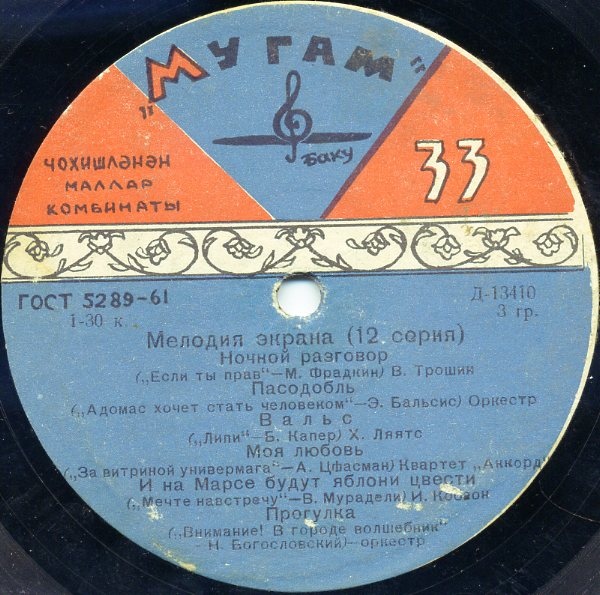 "МУГАМ"
Баку
ЧОХИШЛӘНӘН
МАЛЛАР
КОМБИНАТЫ
33
ГОСТ 5289-61
1-30 к.
Д-13410
3 гр.
Мелодия экрана (12 серия)
Ночной разговор
(„Если ты прав"—М. Фрадкин) В. Трошин
Пасодобль
(„Адомас хочет стать человеком"—Э. Бальсис) Оркестр
Вальс
(„Лили"—Б. Капер) Х. Ляятс
Моя любовь
(„За витриной универмага"—А. Цфасман) Квартет „Аккорд"
И на Марсе будут яблони цвести
(„Мечте навстречу"—В. Мурадели) И. Кобзон
Прогулка
(„Внимание! В городе волшебник"
- Н. Богословский)—оркестр